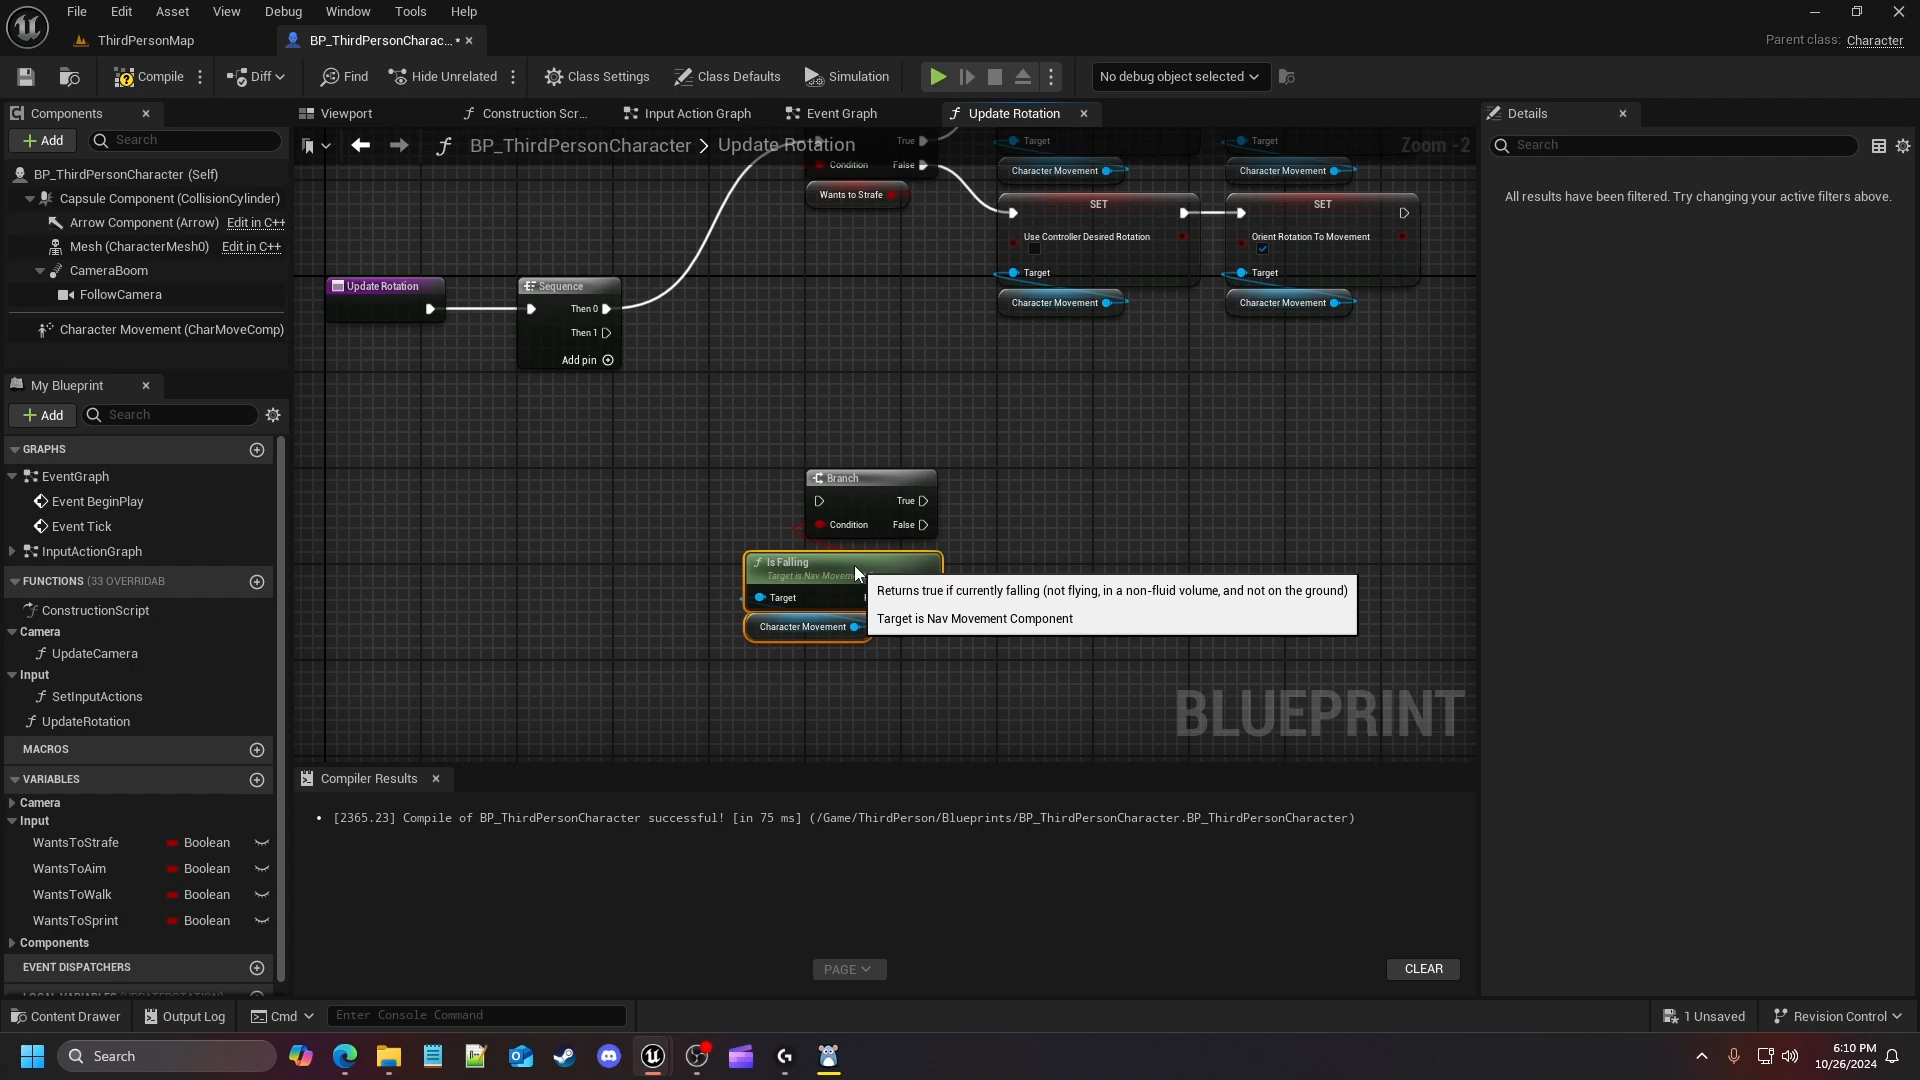 File Edit Asset View Debug Window Tools Help
ThirdPersonMap
BP_ThirdPersonCharac... •
Parent class: Character
Compile
Diff
Find
Hide Unrelated
Class Settings
Class Defaults
Simulation
No debug object selected
Components
Add
Search
BP_ThirdPersonCharacter (Self)
Capsule Component (CollisionCylinder)
Arrow Component (Arrow) Edit in C++
Mesh (CharacterMesh0) Edit in C++
CameraBoom
FollowCamera
Character Movement (CharMoveComp)
My Blueprint
Add
Search
GRAPHS
EventGraph
Event BeginPlay
Event Tick
InputActionGraph
FUNCTIONS (33 OVERRIDAB
ConstructionScript
Camera
UpdateCamera
Input
SetInputActions
UpdateRotation
MACROS
VARIABLES
Camera
Input
WantsToStrafe Boolean
WantsToAim Boolean
WantsToWalk Boolean
WantsToSprint Boolean
Components
EVENT DISPATCHERS
Viewport
Construction Scr...
Input Action Graph
Event Graph
Update Rotation
BP_ThirdPersonCharacter > Update Rotation
Zoom -2
True
Condition False
Wants to Strafe
Target
Character Movement
Target
Character Movement
SET
Use Controller Desired Rotation
Target
Character Movement
SET
Orient Rotation To Movement
Target
Character Movement
Update Rotation
Sequence
Then 0
Then 1
Add pin
Branch
True
Condition False
Is Falling
Target is Nav Movem
Target
Character Movement
Returns true if currently falling (not flying, in a non-fluid volume, and not on the ground)
Target is Nav Movement Component
BLUEPRINT
Compiler Results
[2365.23] Compile of BP_ThirdPersonCharacter successful! [in 75 ms] (/Game/ThirdPerson/Blueprints/BP_ThirdPersonCharacter.BP_ThirdPersonCharacter)
PAGE
CLEAR
Details
Search
All results have been filtered. Try changing your active filters above.
Content Drawer
Output Log
Cmd
Enter Console Command
1 Unsaved
Revision Control
Search
6:10 PM
10/26/2024